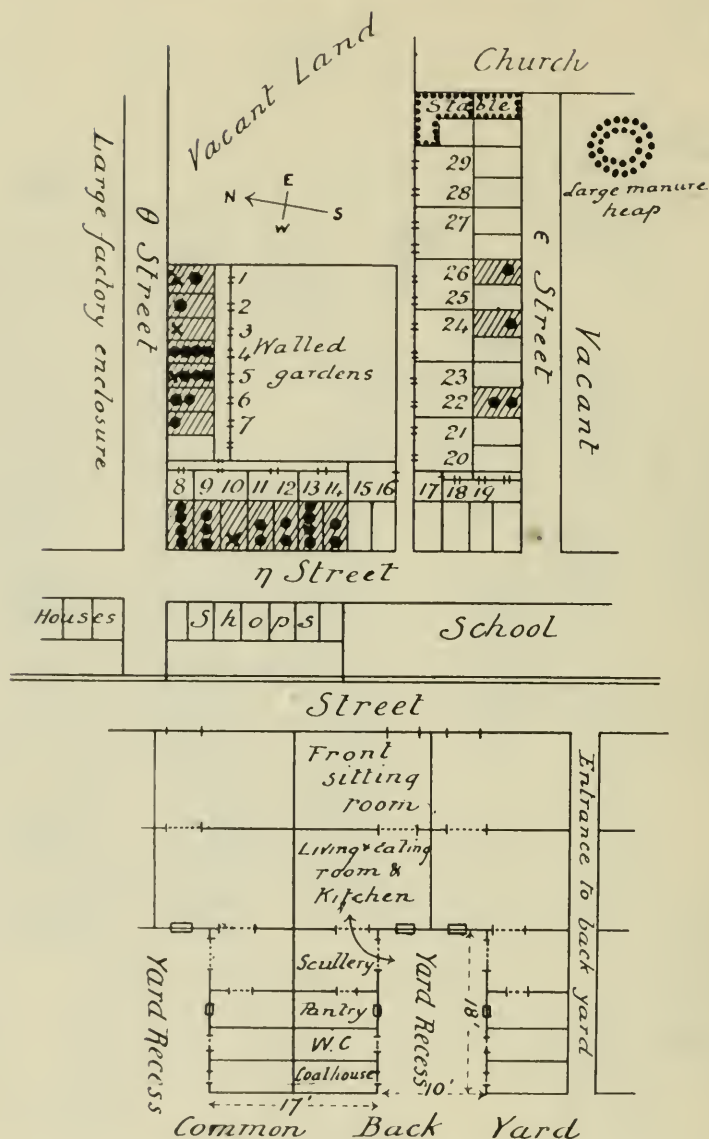 Vacant Land
Church
Stable
Large manure
heap
Large factory enclosure
θ Street
N
E
S
W
29
28
27
26
25
24
23
22
21
20
ε Street
Vacant
1
2
3
4
5
6
7
Walled
gardens
8 9 10 11 12 13 14 15 16
17 18 19
η Street
Houses
Shops
School
Street
Front
sitting
room
Living & eating
room &
Kitchen
Scullery
Pantry
W.C
Coalhouse
Yard Recess
Yard Recess
18'
17'
10'
Entrance to back yard
Common Back Yard